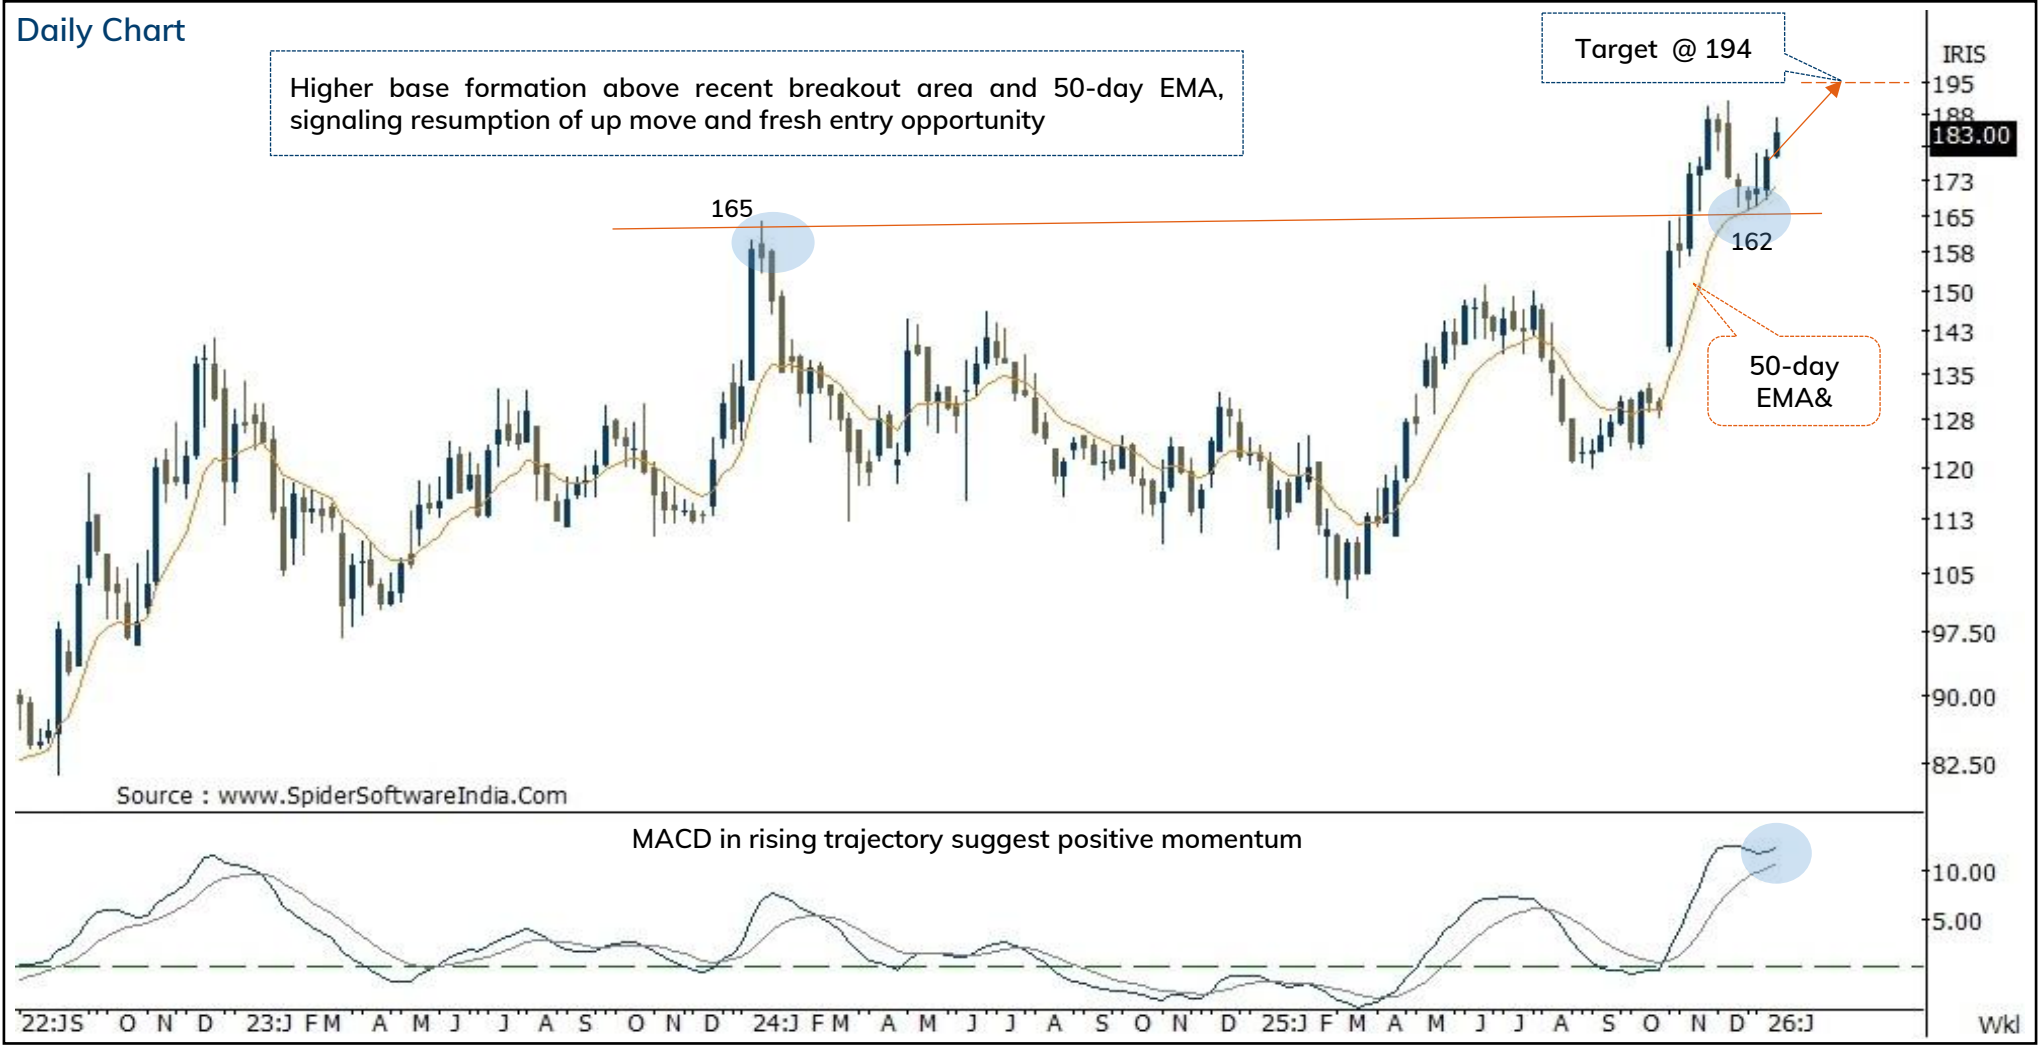 Daily Chart
Higher base formation above recent breakout area and 50-day EMA,
signaling resumption of up move and fresh entry opportunity
Target @ 194
IRIS
195
188
183.00
173
165
158
150
143
135
128
120
113
105
97.50
90.00
82.50
165
162
50-day
EMA&
Source : www.SpiderSoftwareIndia.Com
MACD in rising trajectory suggest positive momentum
10.00
5.00
22:JS O N D 23:J F M A M J J A S O N D 24:J F M A M J J A S O N D 25:J F M A M J J A S O N D 26:J
Wkl